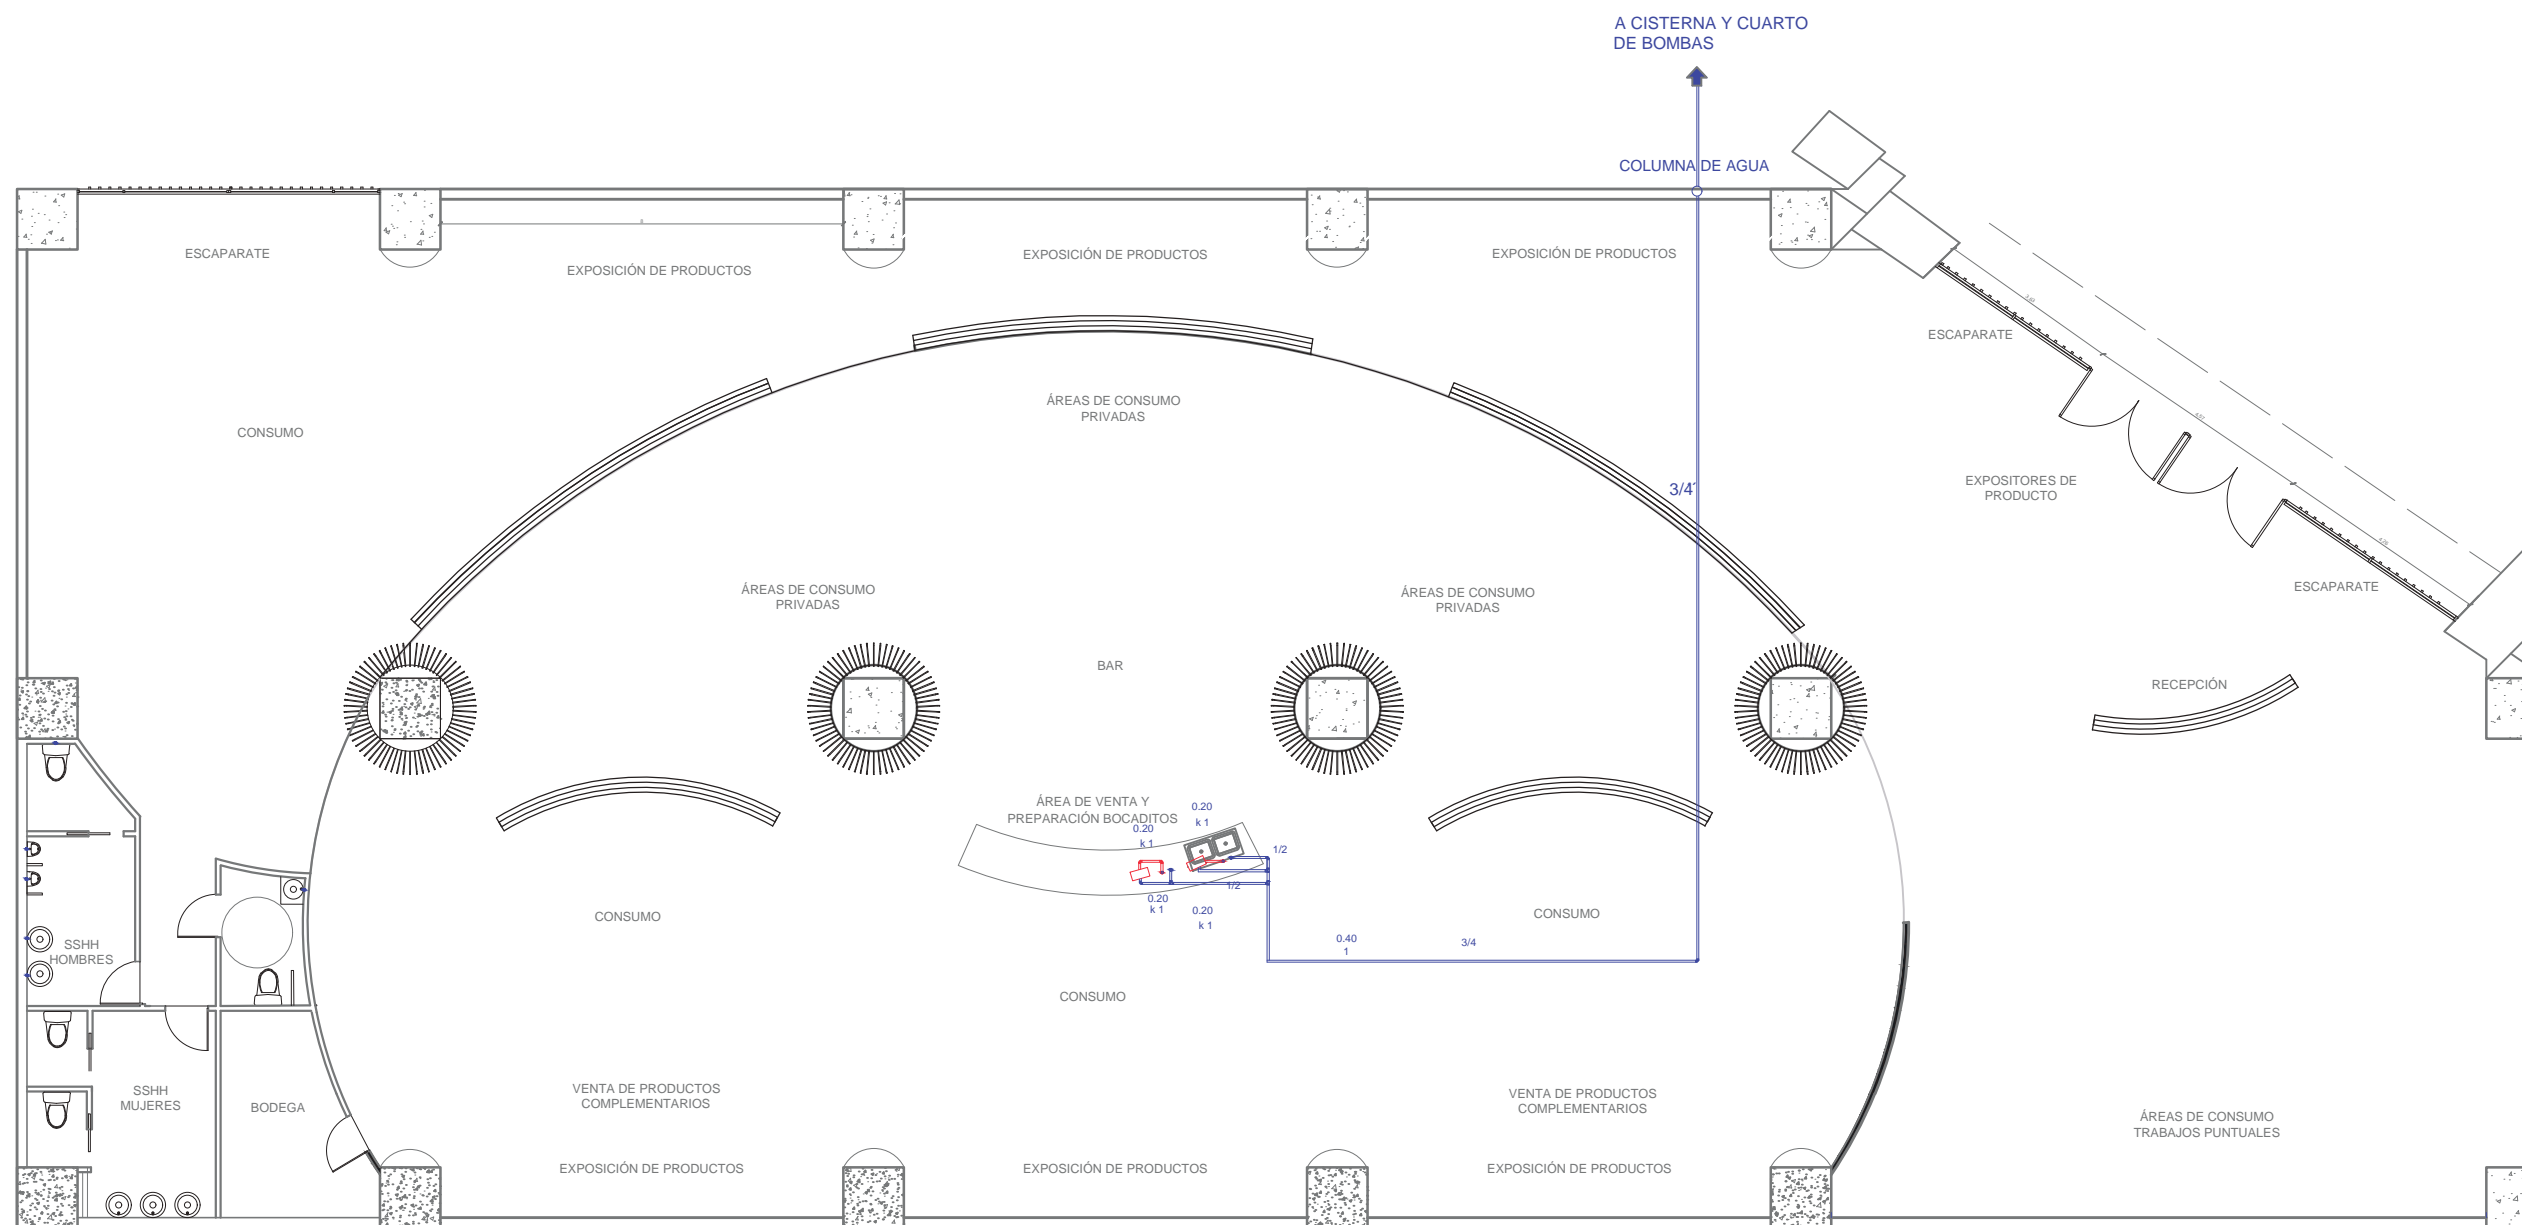 A CISTERNA Y CUARTO
DE BOMBAS
COLUMNA DE AGUA
8
ESCAPARATE
EXPOSICIÓN DE PRODUCTOS
EXPOSICIÓN DE PRODUCTOS
EXPOSICIÓN DE PRODUCTOS
ESCAPARATE
CONSUMO
ÁREAS DE CONSUMO
PRIVADAS
4.57
3/4´
EXPOSITORES DE
PRODUCTO
ÁREAS DE CONSUMO
PRIVADAS
ÁREAS DE CONSUMO
PRIVADAS
ESCAPARATE
BAR
RECEPCIÓN
ÁREA DE VENTA Y
PREPARACIÓN BOCADITOS
0.20
k 1
0.20
k 1
1/2
1/2
0.20
k 1
0.20
k 1
CONSUMO
CONSUMO
0.40
1
3/4
SSHH
HOMBRES
CONSUMO
SSHH
MUJERES
BODEGA
VENTA DE PRODUCTOS
COMPLEMENTARIOS
VENTA DE PRODUCTOS
COMPLEMENTARIOS
ÁREAS DE CONSUMO
TRABAJOS PUNTUALES
EXPOSICIÓN DE PRODUCTOS
EXPOSICIÓN DE PRODUCTOS
EXPOSICIÓN DE PRODUCTOS